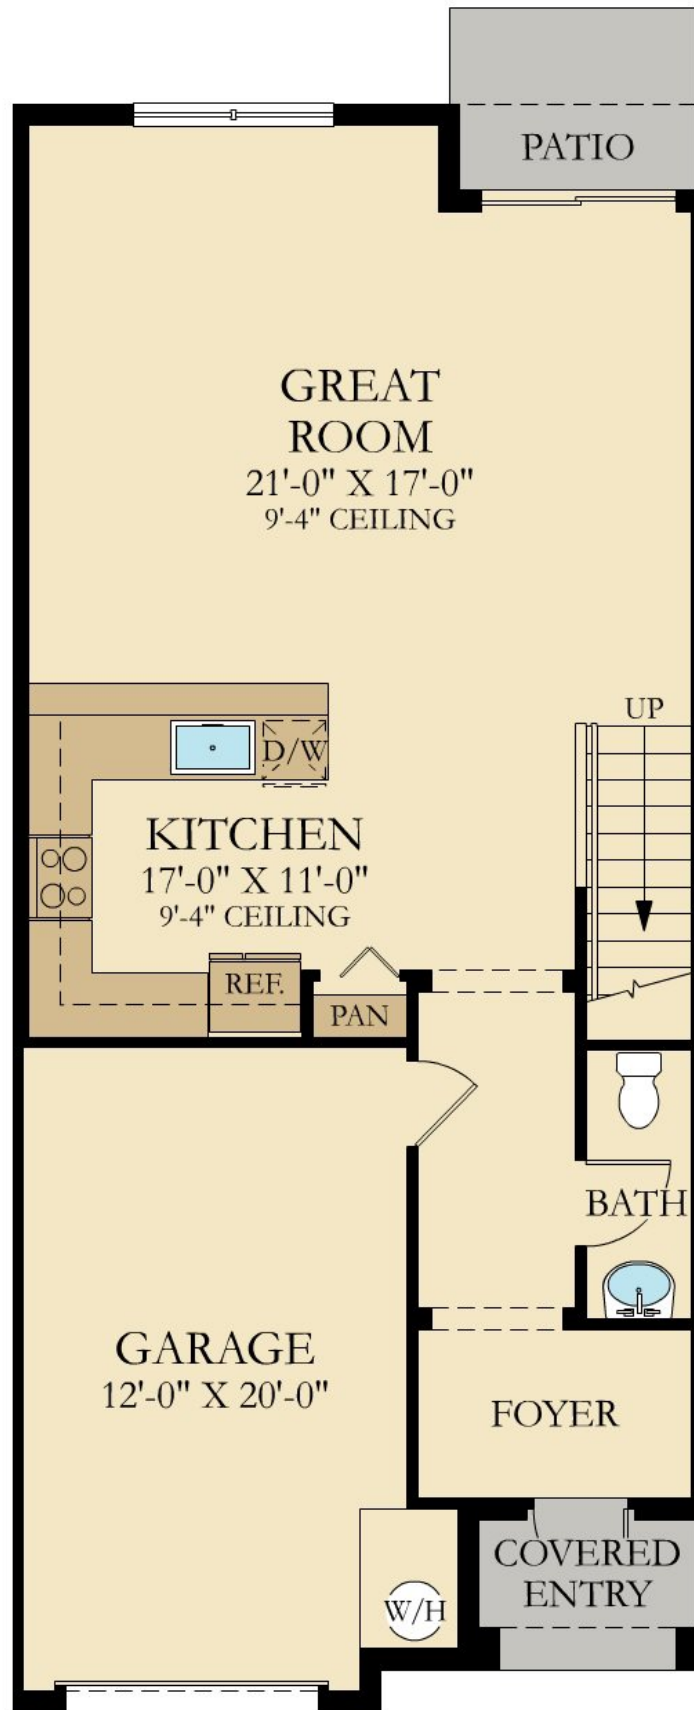 PATIO
GREAT
ROOM
21'-0" X 17'-0"
9'-4" CEILING
UP
D/W
KITCHEN
17'-0" X 11'-0"
9'-4" CEILING
REF.
PAN
BATH
GARAGE
12'-0" X 20'-0"
FOYER
COVERED
ENTRY
W/H